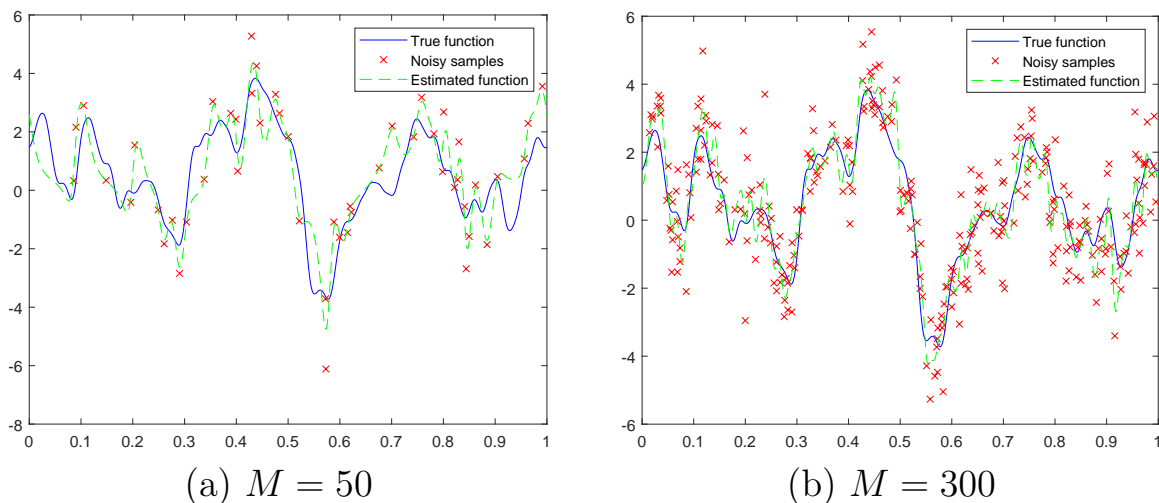 6
4
2
0
-2
-4
-6
-8
0 0.1 0.2 0.3 0.4 0.5 0.6 0.7 0.8 0.9 1
True function
Noisy samples
Estimated function
(a) M = 50
6
4
2
0
-2
-4
-6
0 0.1 0.2 0.3 0.4 0.5 0.6 0.7 0.8 0.9 1
True function
Noisy samples
Estimated function
(b) M = 300